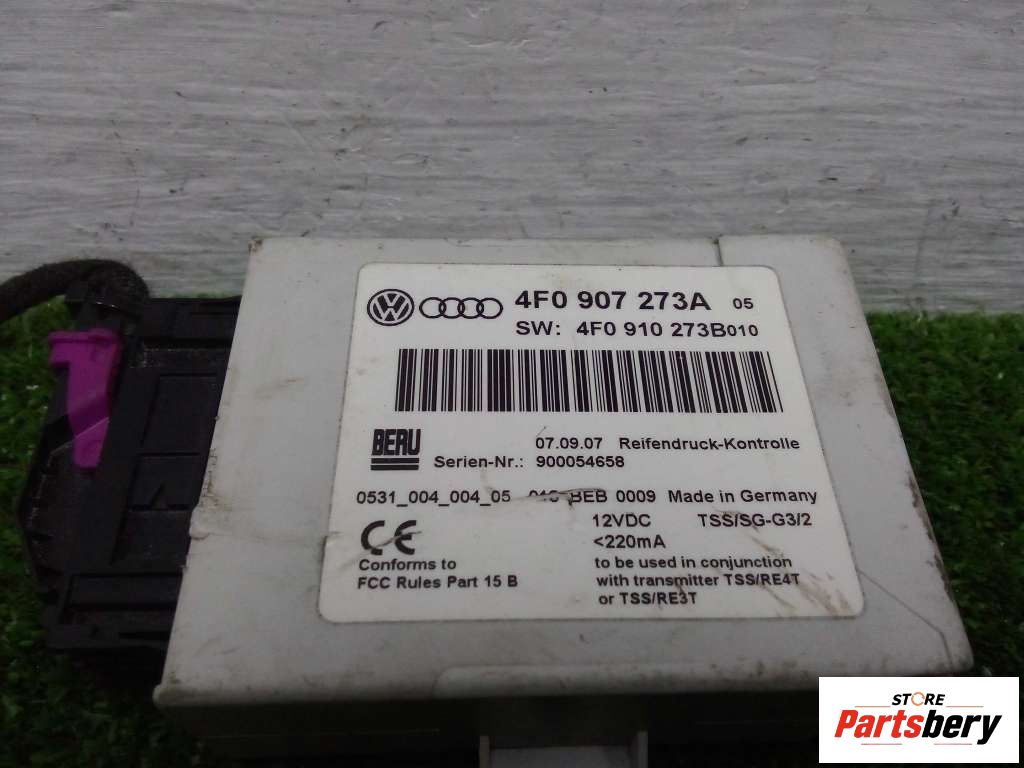 4F0 907 273A 05
SW: 4F0 910 273B010
BERU
07.09.07 Reifendruck-Kontrolle
Serien-Nr.: 900054658
0531_004_004_05 BEB 0009 Made in Germany
12VDC TSS/SG-G3/2
<220mA
CE
Conforms to
FCC Rules Part 15 B
to be used in conjunction
with transmitter TSS/RE4T
or TSS/RE3T
STORE
Partsbery